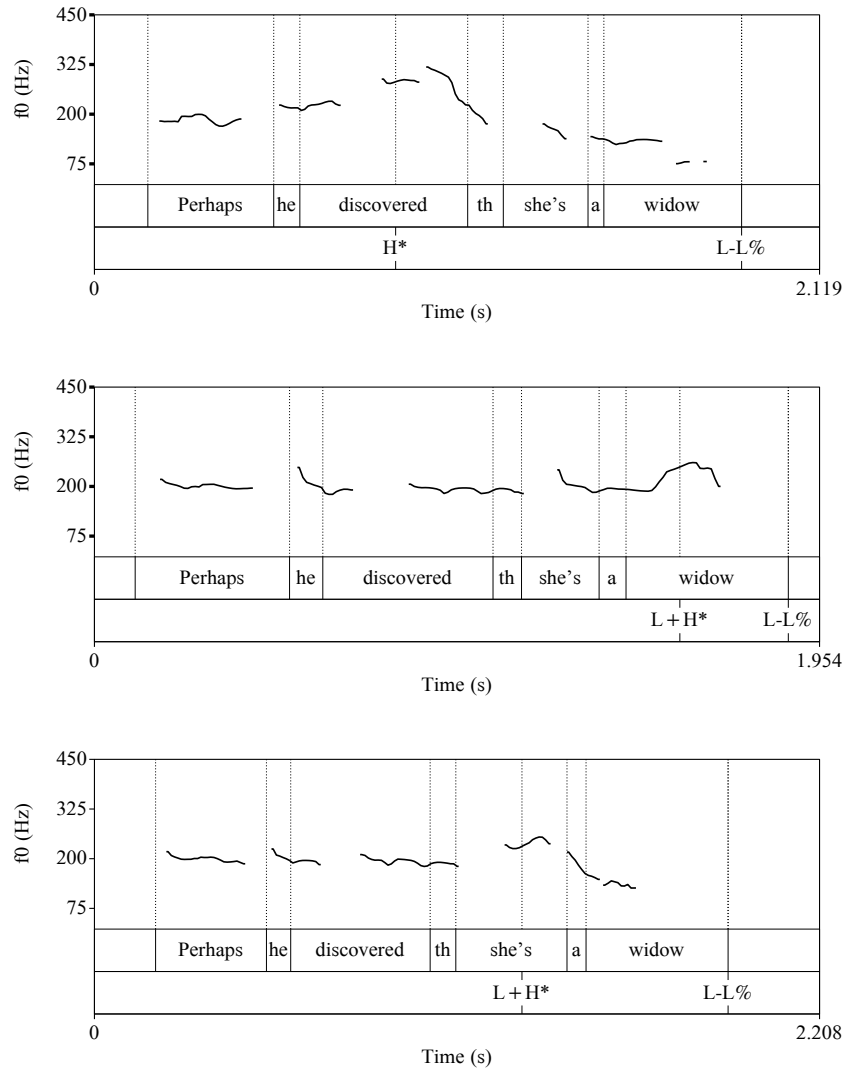 450
325
f0 (Hz)
200
75
Perhaps he discovered th she's a widow
H* L-L%
0 2.119
Time (s)
450
325
f0 (Hz)
200
75
Perhaps he discovered th she's a widow
L+H* L-L%
0 1.954
Time (s)
450
325
f0 (Hz)
200
75
Perhaps he discovered th she's a widow
L+H* L-L%
0 2.208
Time (s)